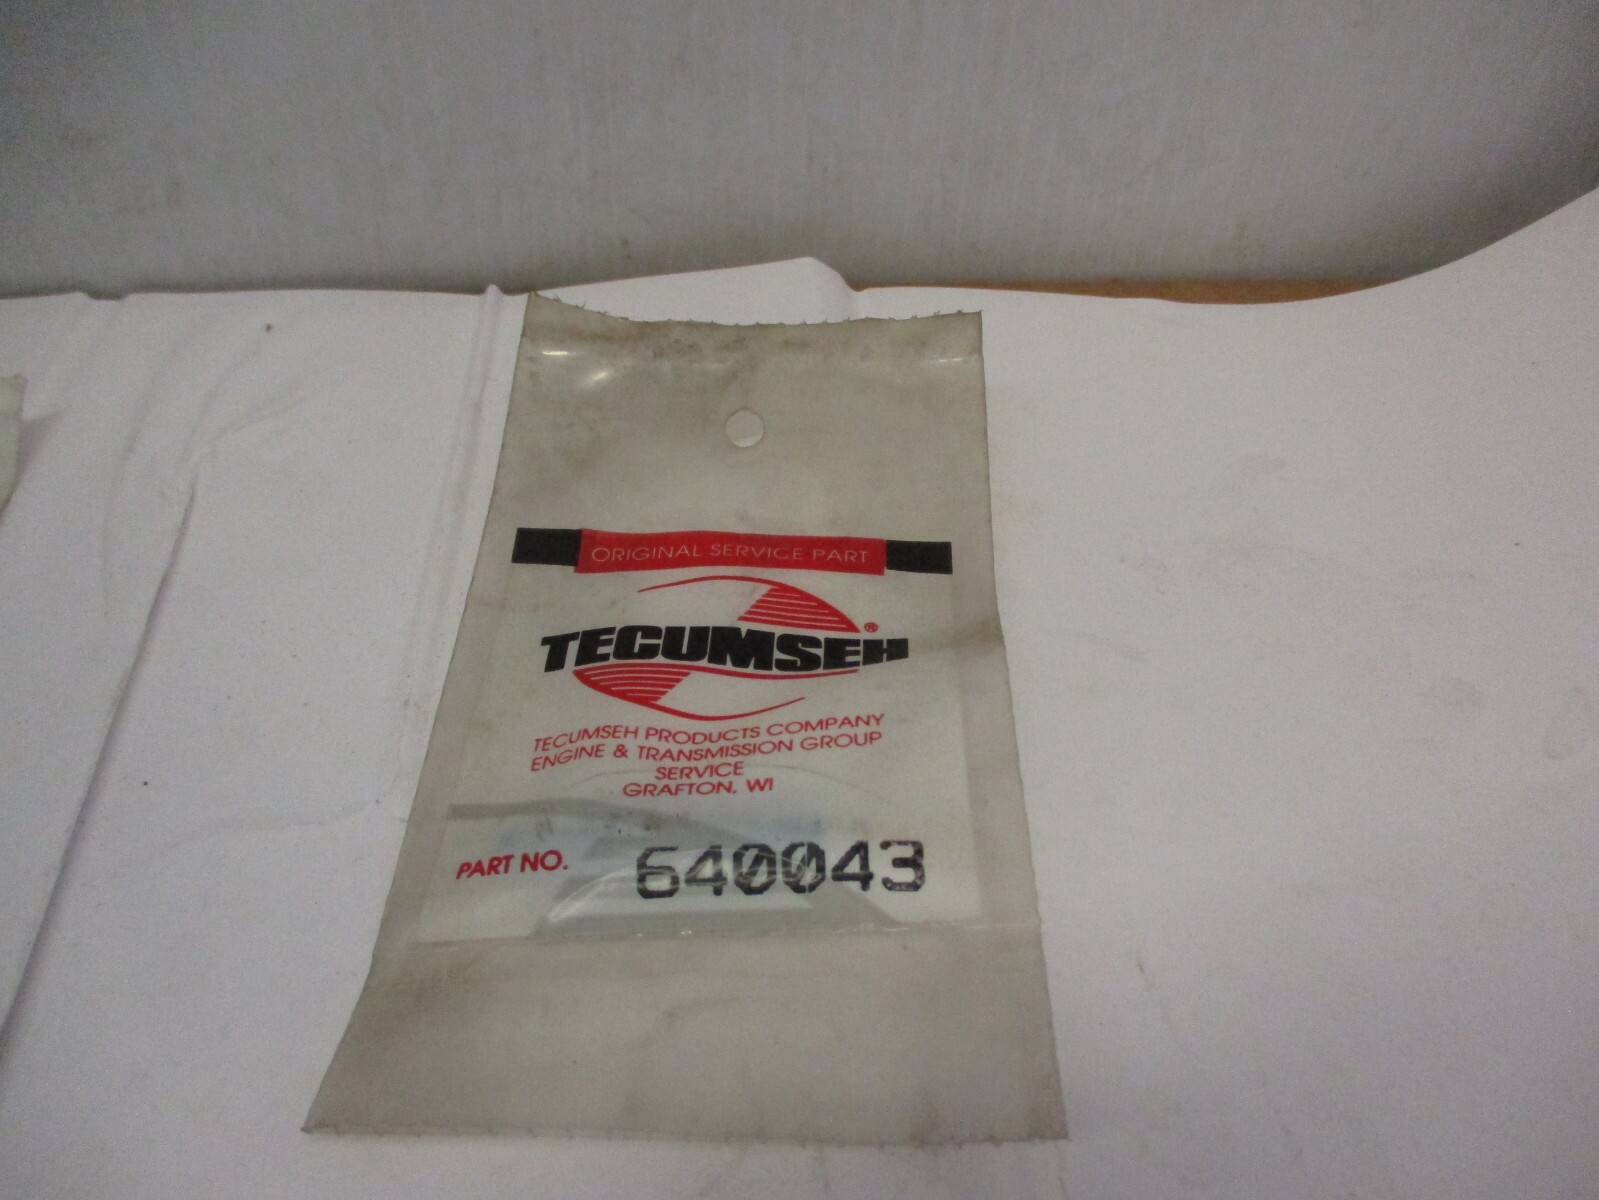 ORIGINAL SERVICE PART
TECUMSEH®
TECUMSEH PRODUCTS COMPANY
ENGINE & TRANSMISSION GROUP
SERVICE
GRAFTON, WI
PART NO. 640043